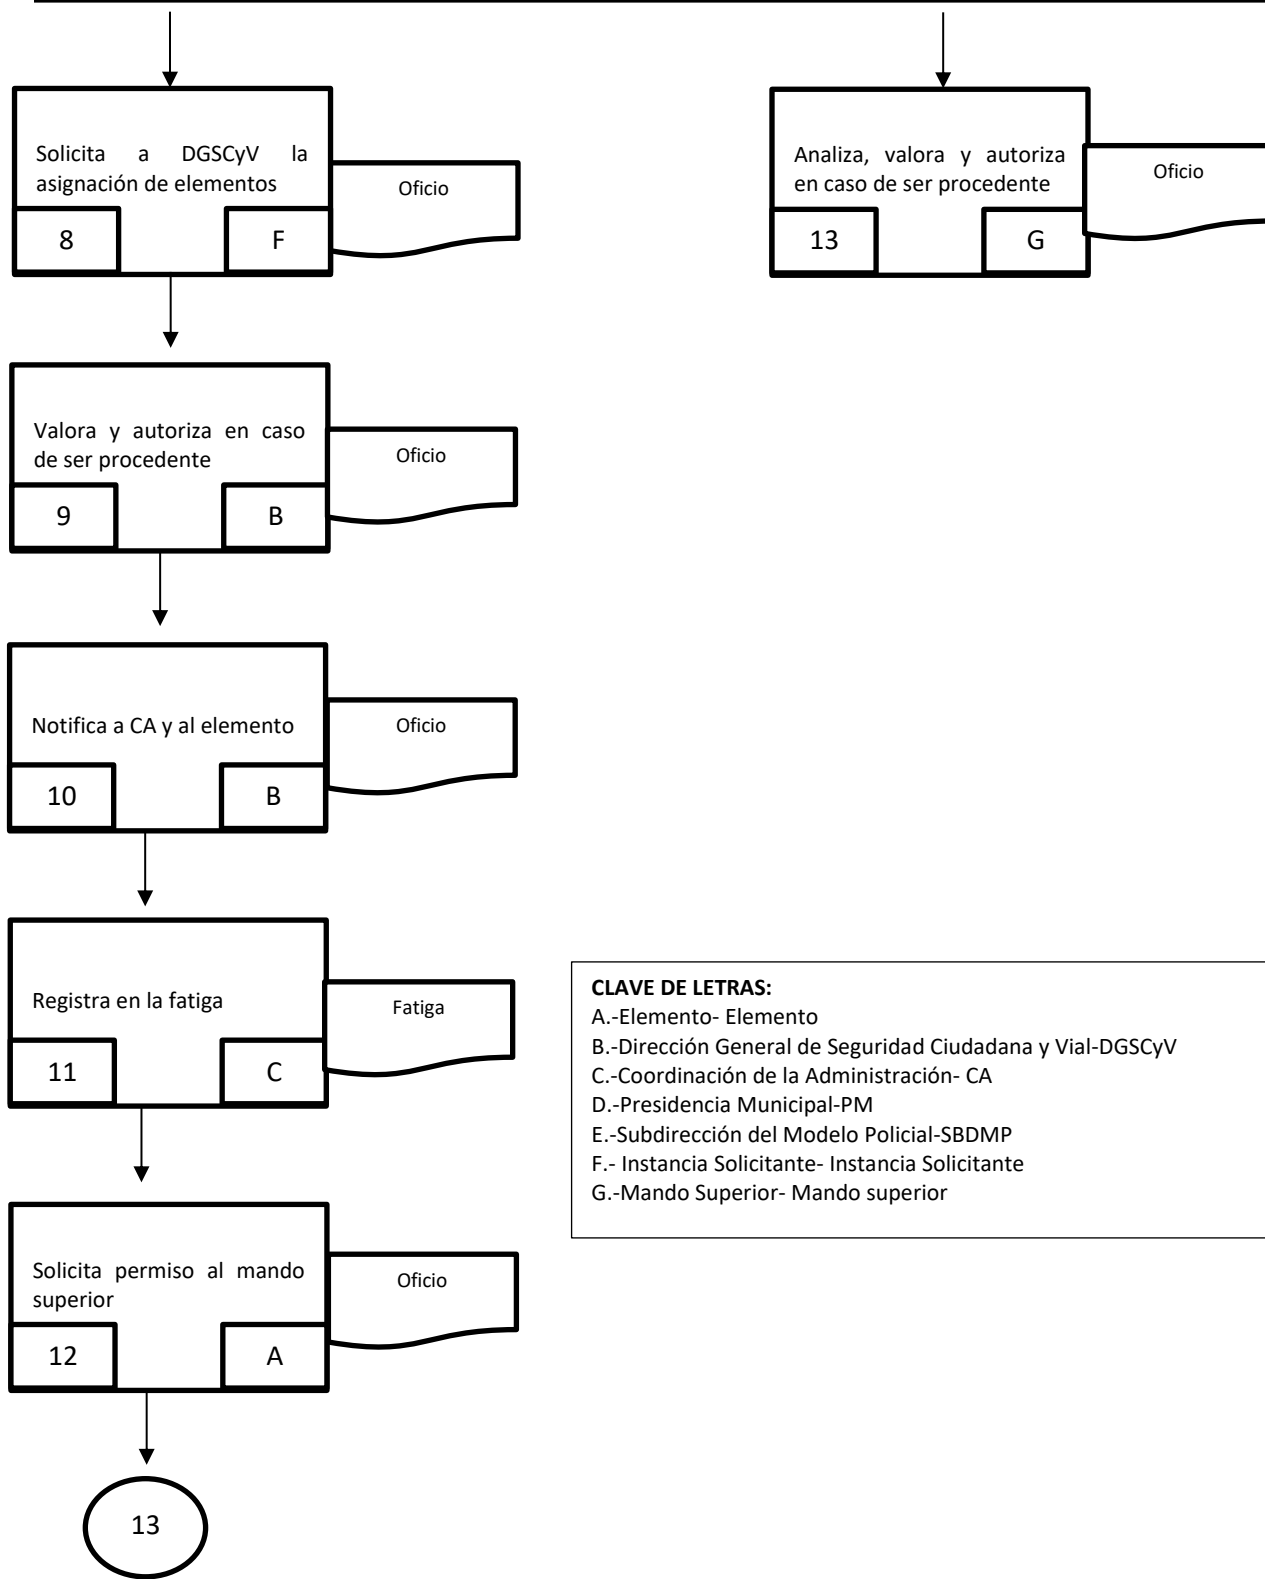 Solicita a DGSCyV la
asignación de elementos
8
F
Oficio
Valora y autoriza en caso
de ser procedente
9
B
Oficio
Notifica a CA y al elemento
10
B
Oficio
Registra en la fatiga
11
C
Fatiga
Solicita permiso al mando
superior
12
A
Oficio
13
Analiza, valora y autoriza
en caso de ser procedente
13
G
Oficio
CLAVE DE LETRAS:
A.-Elemento- Elemento
B.-Dirección General de Seguridad Ciudadana y Vial-DGSCyV
C.-Coordinación de la Administración- CA
D.-Presidencia Municipal-PM
E.-Subdirección del Modelo Policial-SBDMP
F.- Instancia Solicitante- Instancia Solicitante
G.-Mando Superior- Mando superior